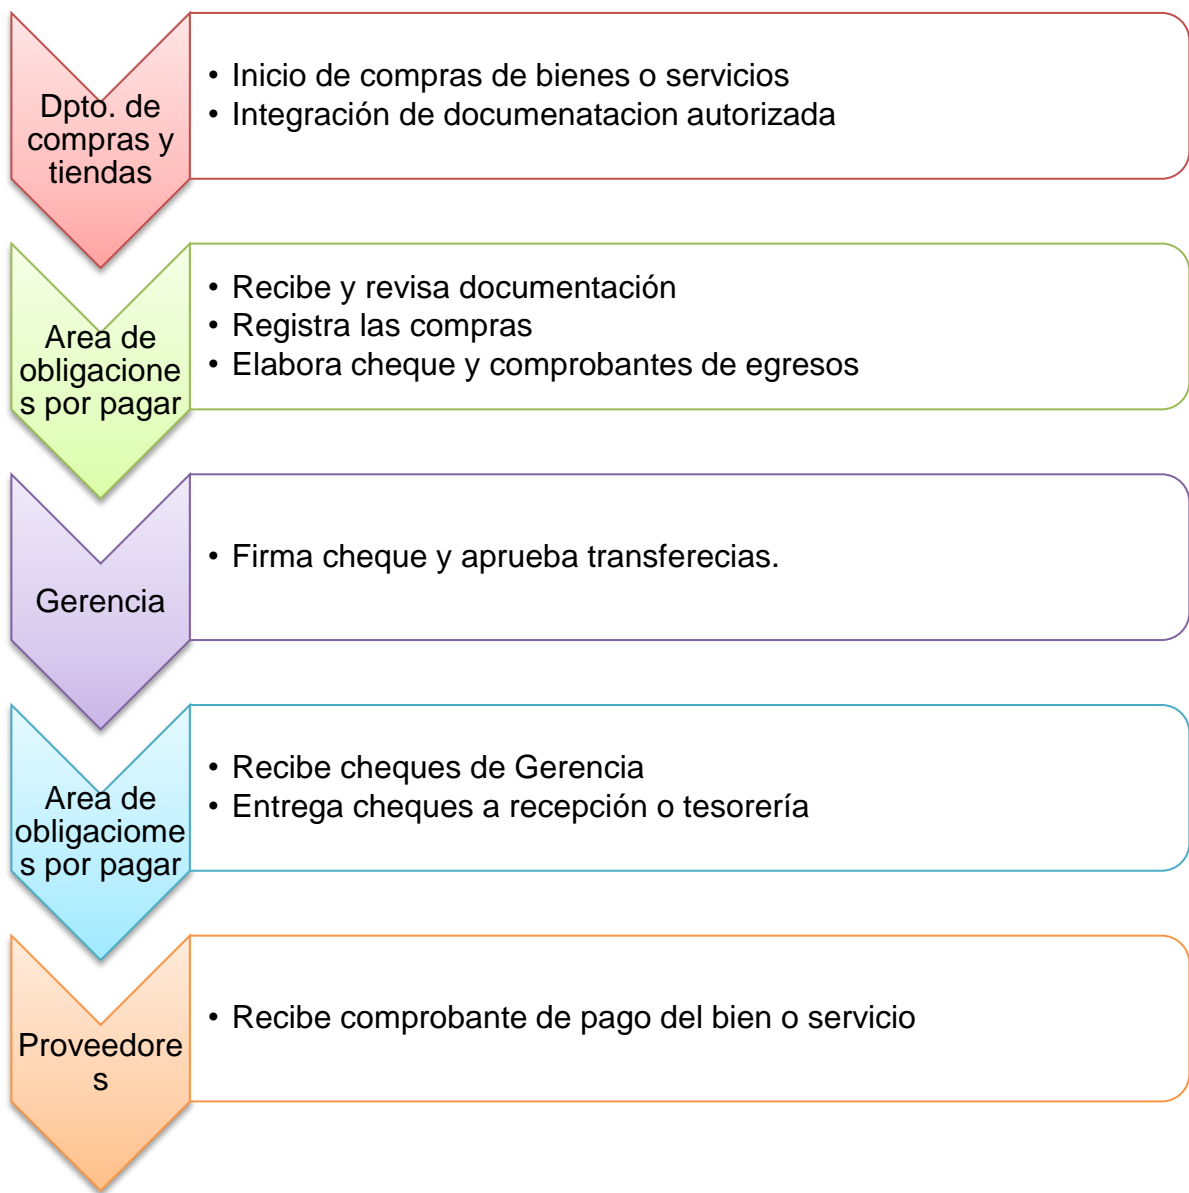 Dpto. de
compras y
tiendas
• Inicio de compras de bienes o servicios
• Integración de documenatacion autorizada
Area de
obligacione
s por pagar
• Recibe y revisa documentación
• Registra las compras
• Elabora cheque y comprobantes de egresos
Gerencia
• Firma cheque y aprueba transferecias.
Area de
obligaciome
s por pagar
• Recibe cheques de Gerencia
• Entrega cheques a recepción o tesorería
Proveedore
s
• Recibe comprobante de pago del bien o servicio